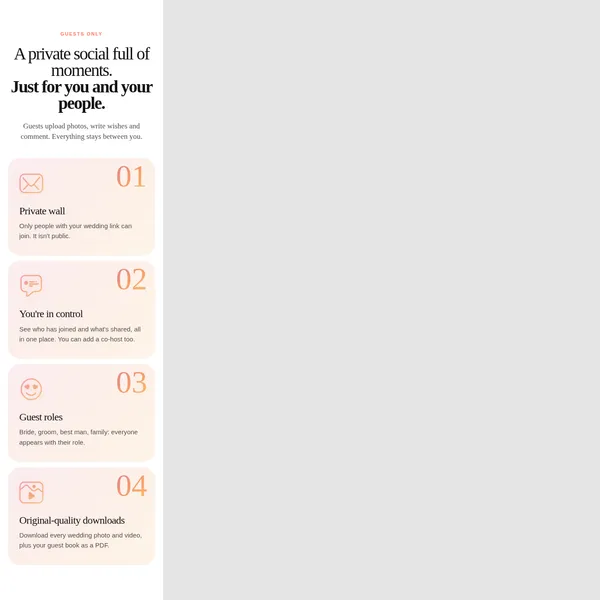 GUESTS ONLY
A private social full of
moments.
Just for you and your
people.
Guests upload photos, write wishes and
comment. Everything stays between you.
01
Private wall
Only people with your wedding link can
join. It isn't public.
02
You're in control
See who has joined and what's shared, all
in one place. You can add a co-host too.
03
Guest roles
Bride, groom, best man, family: everyone
appears with their role.
04
Original-quality downloads
Download every wedding photo and video,
plus your guest book as a PDF.